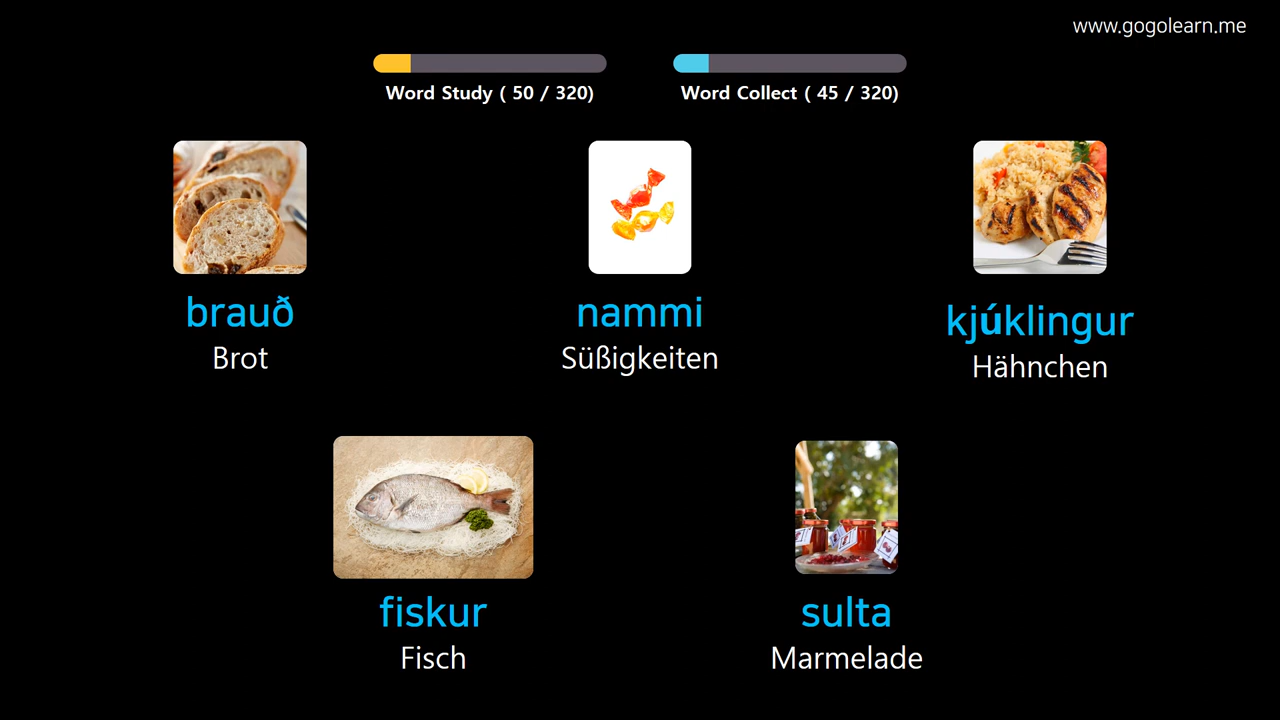 www.gogolearn.me
Word Study ( 50 / 320)
Word Collect ( 45 / 320)
brauð
Brot
nammi
Süßigkeiten
kjúklingur
Hähnchen
fiskur
Fisch
sulta
Marmelade